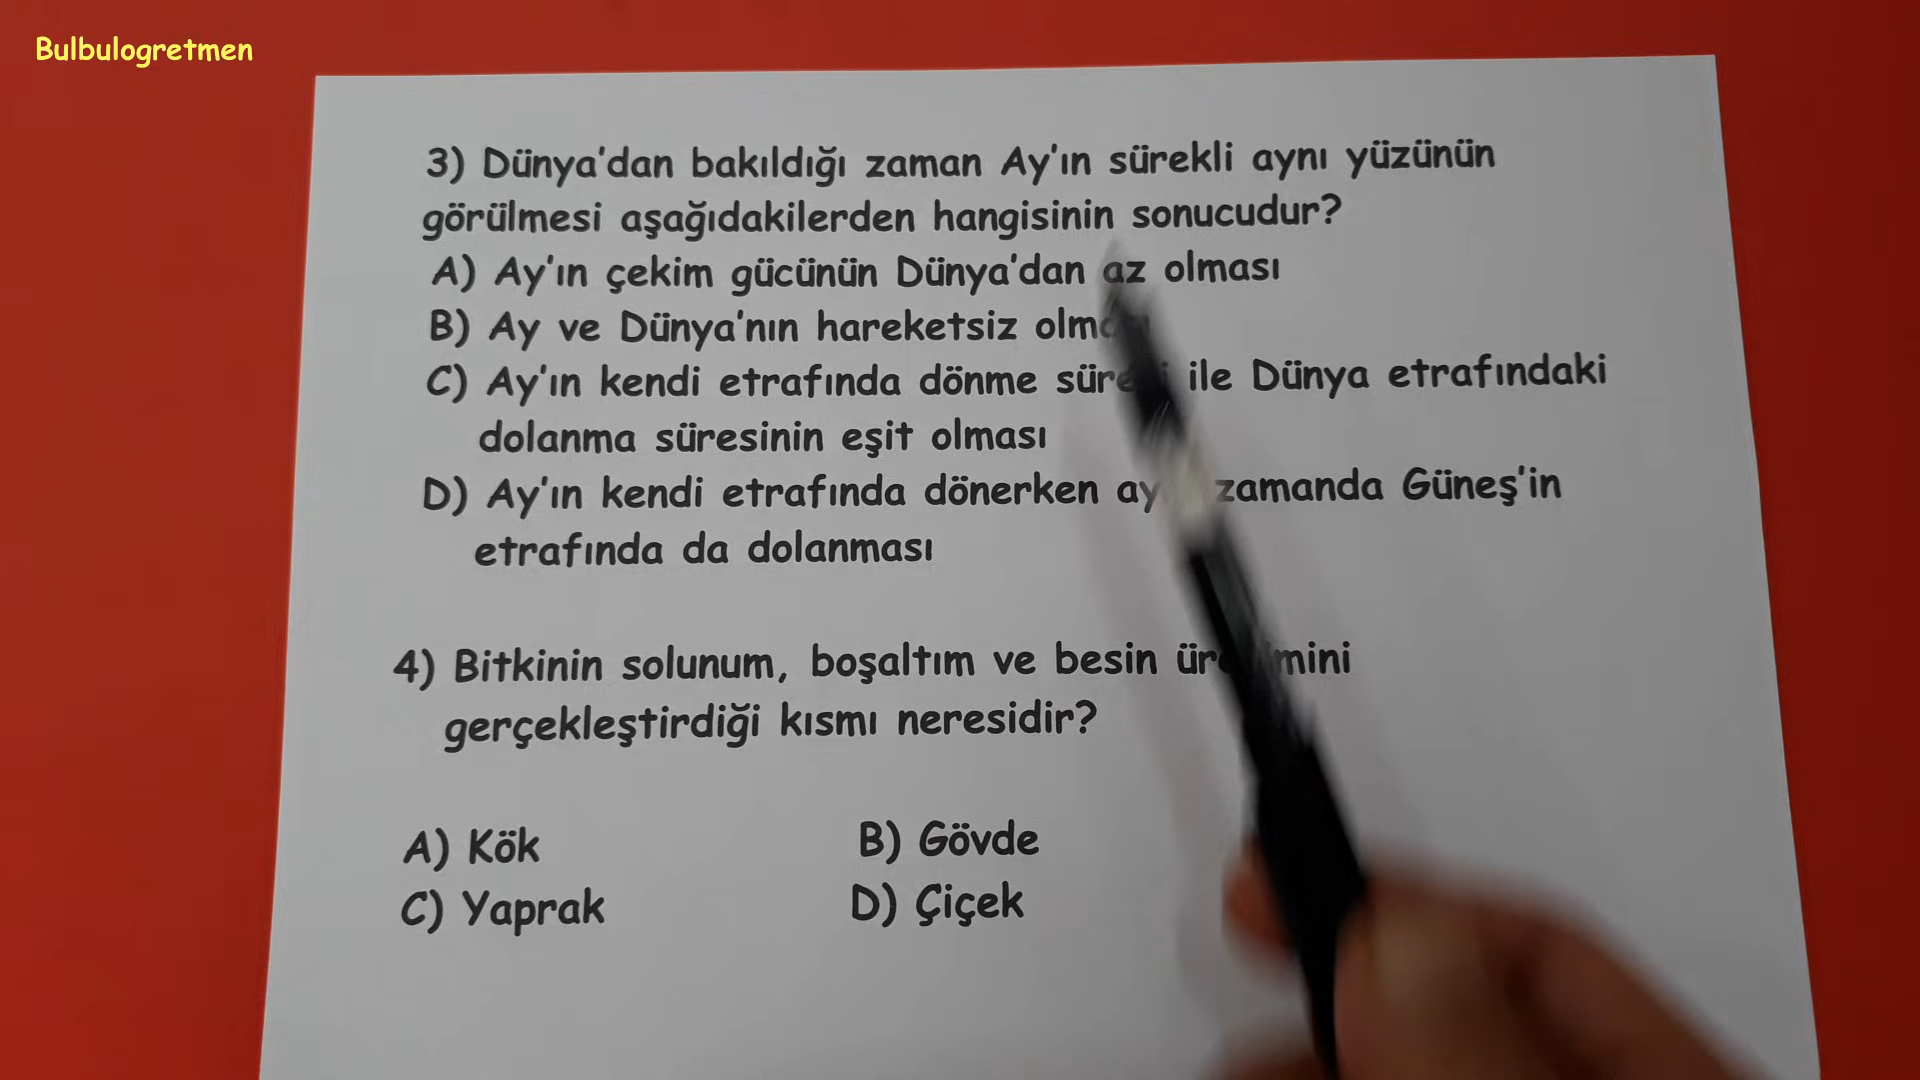 Bulbulogretmen
3) Dünya'dan bakıldığı zaman Ay'ın sürekli aynı yüzünün
görülmesi aşağıdakilerden hangisinin sonucudur?
A) Ay'ın çekim gücünün Dünya'dan az olması
B) Ay ve Dünya'nın hareketsiz
C) Ay'ın kendi etrafında dönme ile Dünya etrafındaki
dolanma süresinin eşit olması
D) Ay'ın kendi etrafında dönerken zamanda Güneş'in
etrafında da dolanması
4) Bitkinin solunum, boşaltım ve besin
gerçekleştirdiği kısmı neresidir?
A) Kök B) Gövde
C) Yaprak D) Çiçek